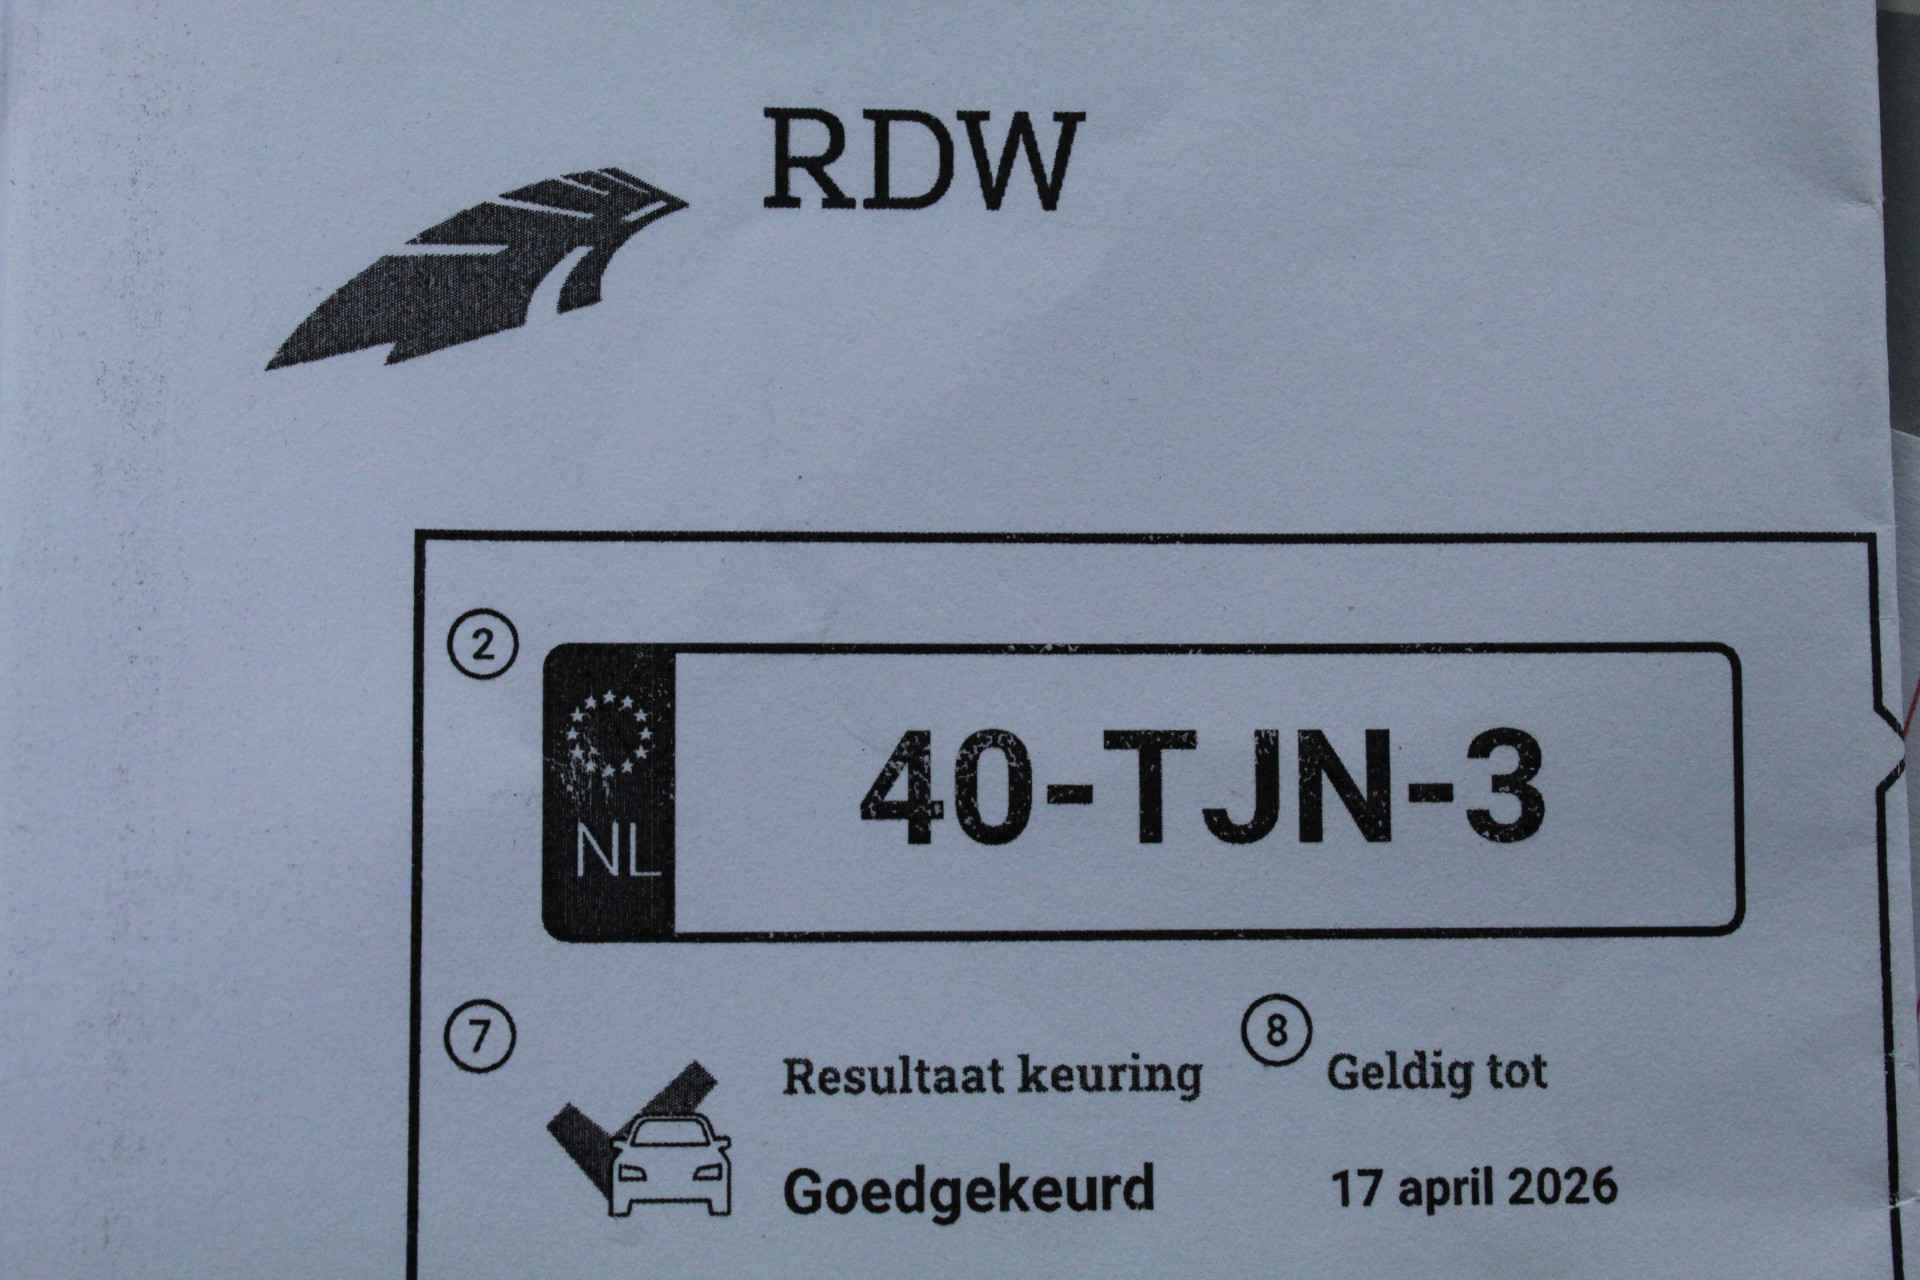 RDW
2
NL
40-TJN-3
7
Resultaat keuring
8
Geldig tot
Goedgekeurd
17 april 2026